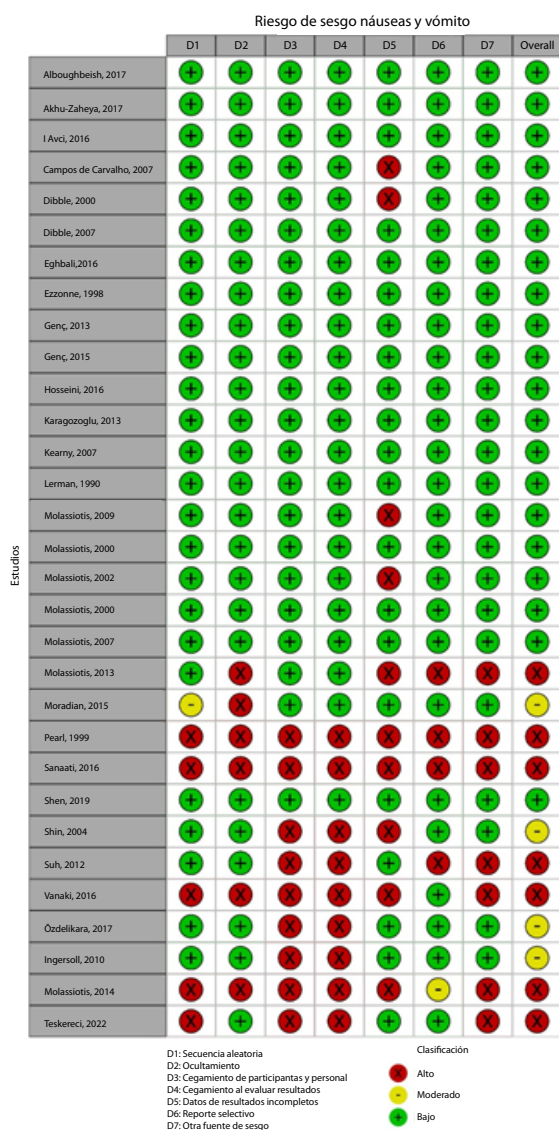 Riesgo de sesgo náuseas y vómito
D1 D2 D3 D4 D5 D6 D7 Overall
Estudios
Alboughbeish, 2017 + + + + + + + +
Akhu-Zaheya, 2017 + + + + + + + +
I Avci, 2016 + + + + + + + +
Campos de Carvalho, 2007 + + + + X + + +
Dibble, 2000 + + + + X + + +
Dibble, 2007 + + + + + + + +
Eghbali,2016 + + + + + + + +
Ezzonne, 1998 + + + + + + + +
Genç, 2013 + + + + + + + +
Genç, 2015 + + + + + + + +
Hosseini, 2016 + + + + + + + +
Karagozoglu, 2013 + + + + + + + +
Kearny, 2007 + + + + + + + +
Lerman, 1990 + + + + + + + +
Molassiotis, 2009 + + + + X + + +
Molassiotis, 2000 + + + + + + + +
Molassiotis, 2002 + + + + X + + +
Molassiotis, 2000 + + + + + + + +
Molassiotis, 2007 + + + + + + + +
Molassiotis, 2013 + X + + X X X X
Moradian, 2015 - X + + + + + -
Pearl, 1999 X X X X X X X X
Sanaati, 2016 X X X X X X X X
Shen, 2019 + + + + + + + +
Shin, 2004 + + X X X + + -
Suh, 2012 + + X X + X X X
Vanaki, 2016 X X X X X + X X
Özdelikara, 2017 + + X X + + + -
Ingersoll, 2010 + + X X + + + -
Molassiotis, 2014 X X X X X - X X
Teskereci, 2022 X + X X + + X X
D1: Secuencia aleatoria
D2: Ocultamiento
D3: Cegamiento de participantas y personal
D4: Cegamiento al evaluar resultados
D5: Datos de resultados incompletos
D6: Reporte selectivo
D7: Otra fuente de sesgo
Clasificación
X Alto
- Moderado
+ Bajo